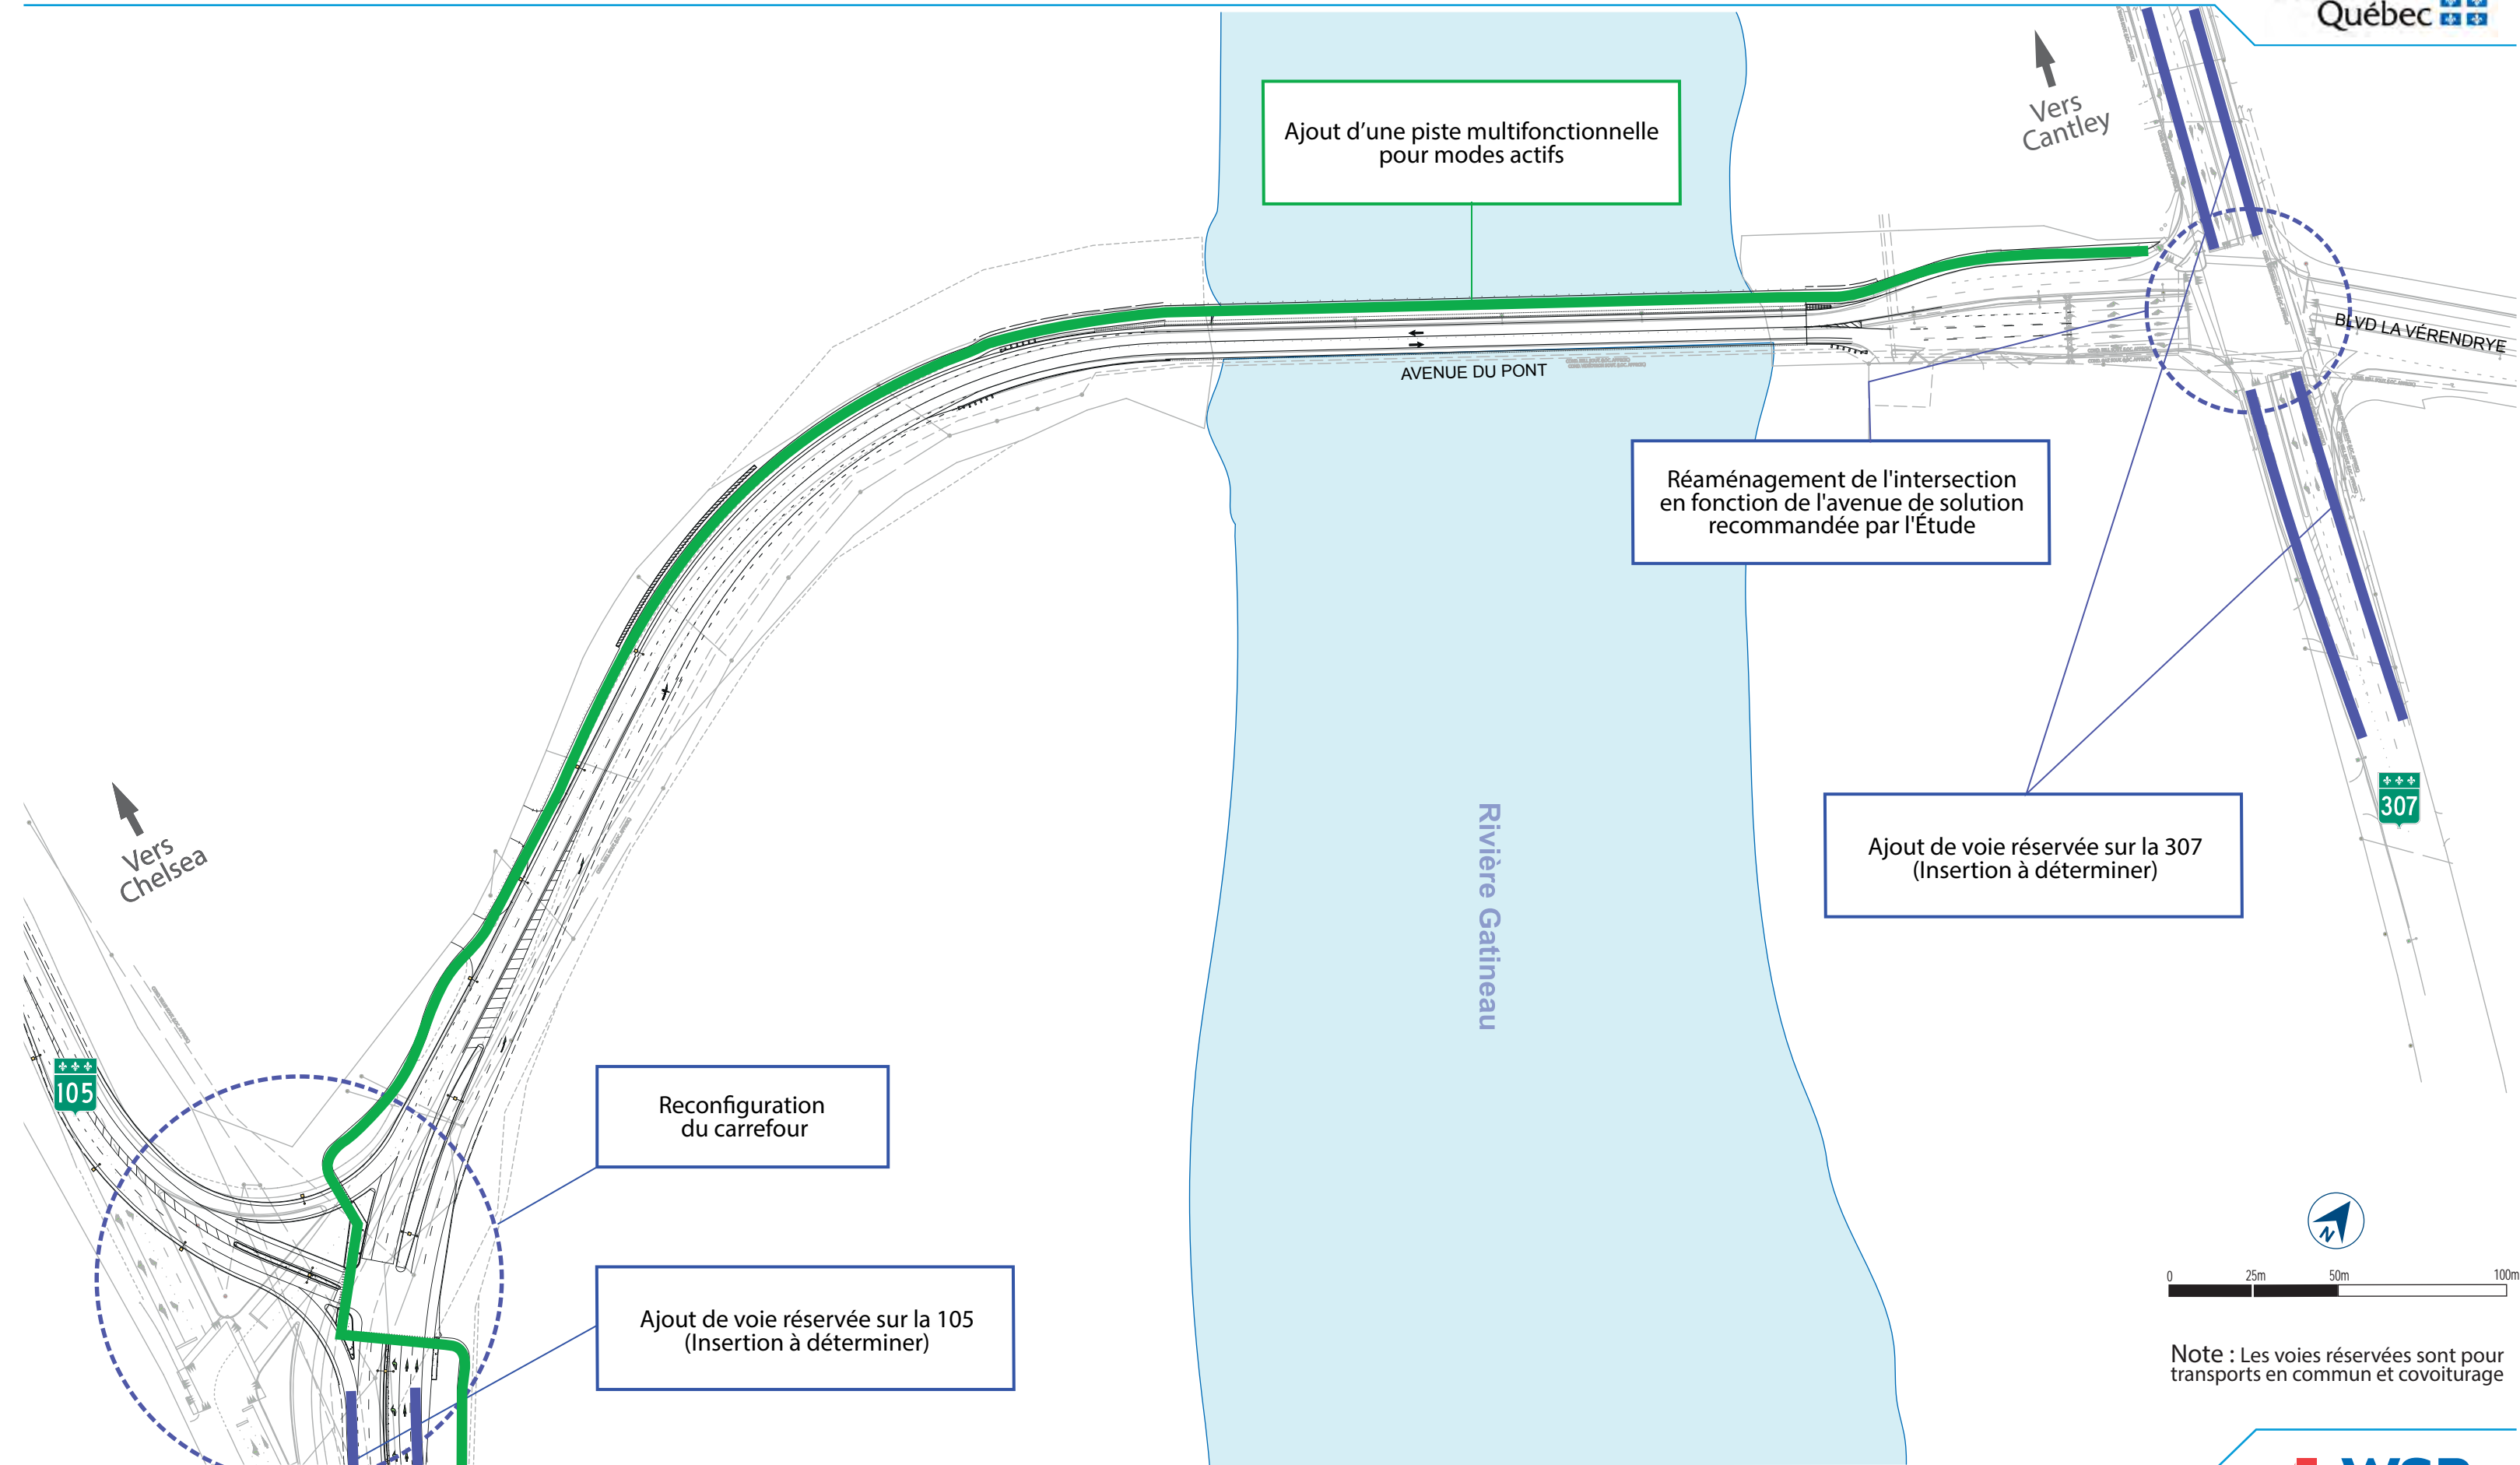 Québec
Vers
Cantley
Ajout d’une piste multifonctionnelle
pour modes actifs
BLVD LA VÉRENDRYE
AVENUE DU PONT
Réaménagement de l'intersection
en fonction de l'avenue de solution
recommandée par l'Étude
307
Ajout de voie réservée sur la 307
(Insertion à déterminer)
Rivière Gatineau
Vers
Chelsea
105
Reconfiguration
du carrefour
Ajout de voie réservée sur la 105
(Insertion à déterminer)
N
0 25m 50m 100m
Note : Les voies réservées sont pour
transports en commun et covoiturage
WSP